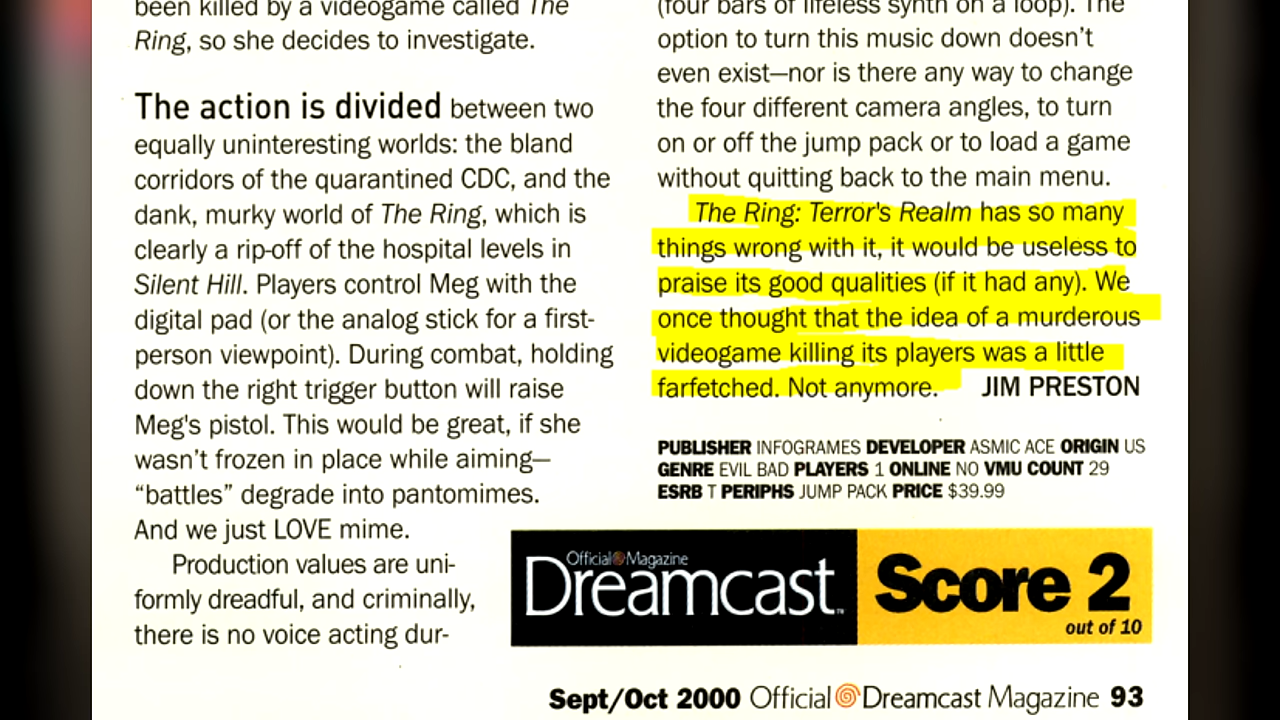 been killed by a videogame called The
Ring, so she decides to investigate.
The action is divided between two
equally uninteresting worlds: the bland
corridors of the quarantined CDC, and the
dank, murky world of The Ring, which is
clearly a rip-off of the hospital levels in
Silent Hill. Players control Meg with the
digital pad (or the analog stick for a first-
person viewpoint). During combat, holding
down the right trigger button will raise
Meg's pistol. This would be great, if she
wasn't frozen in place while aiming—
“battles” degrade into pantomimes.
And we just LOVE mime.
Production values are uni-
formly dreadful, and criminally,
there is no voice acting dur-
(four bars of lifeless synth on a loop). The
option to turn this music down doesn't
even exist—nor is there any way to change
the four different camera angles, to turn
on or off the jump pack or to load a game
without quitting back to the main menu.
The Ring: Terror's Realm has so many
things wrong with it, it would be useless to
praise its good qualities (if it had any). We
once thought that the idea of a murderous
videogame killing its players was a little
farfetched. Not anymore. JIM PRESTON
PUBLISHER INFOGRAMES DEVELOPER ASMIC ACE ORIGIN US
GENRE EVIL BAD PLAYERS 1 ONLINE NO VMU COUNT 29
ESRB T PERIPHS JUMP PACK PRICE $39.99
Official Magazine
Dreamcast™
Score 2
out of 10
Sept/Oct 2000 Official Dreamcast Magazine 93